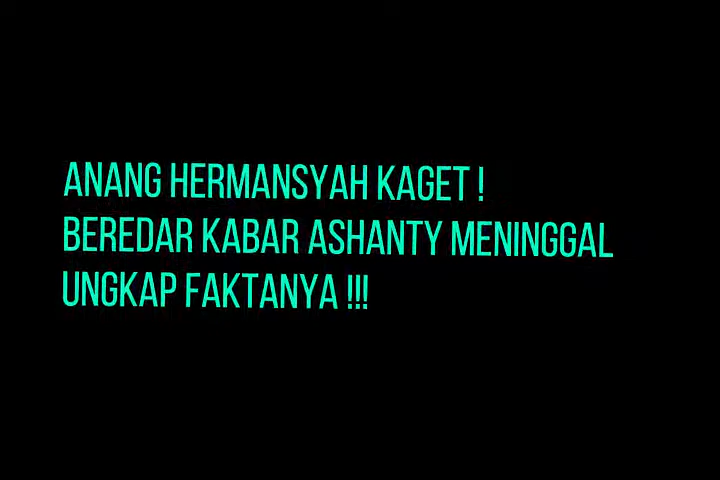 ANANG HERMANSYAH KAGET !
BEREDAR KABAR ASHANTY MENINGGAL
UNGKAP FAKTANYA !!!